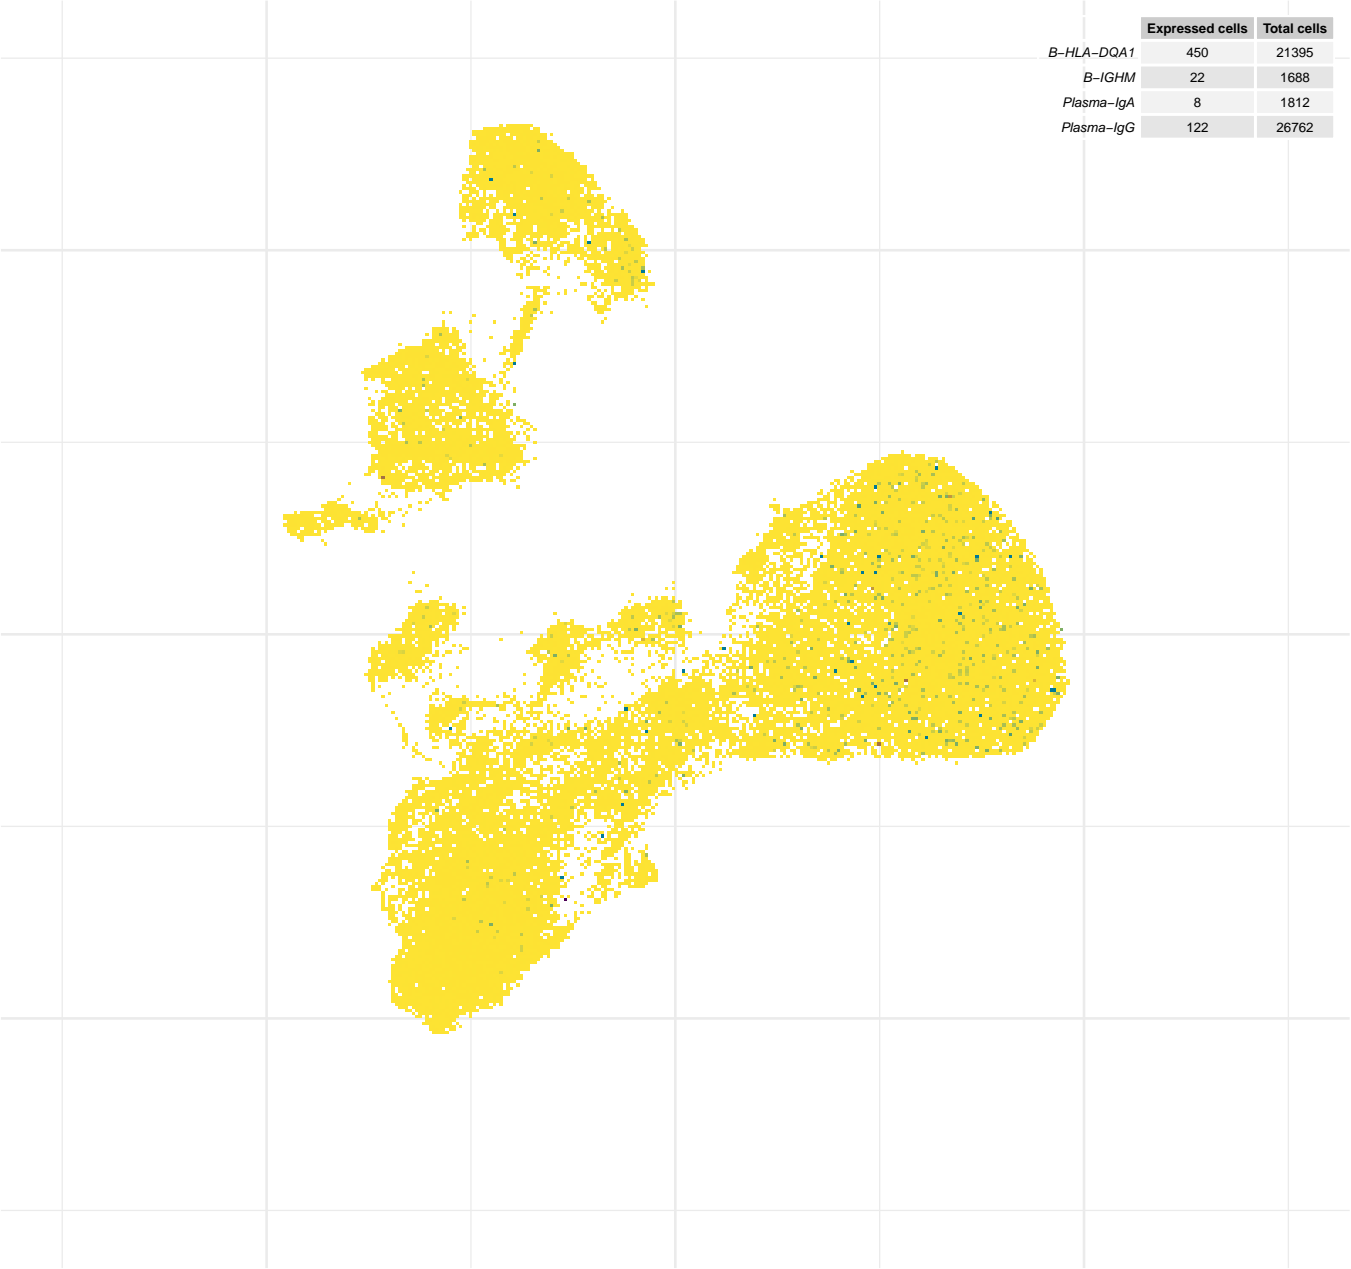 Expressed cells Total cells
B−HLA−DQA1 450 21395
B−IGHM 22 1688
Plasma−IgA 8 1812
Plasma−IgG 122 26762